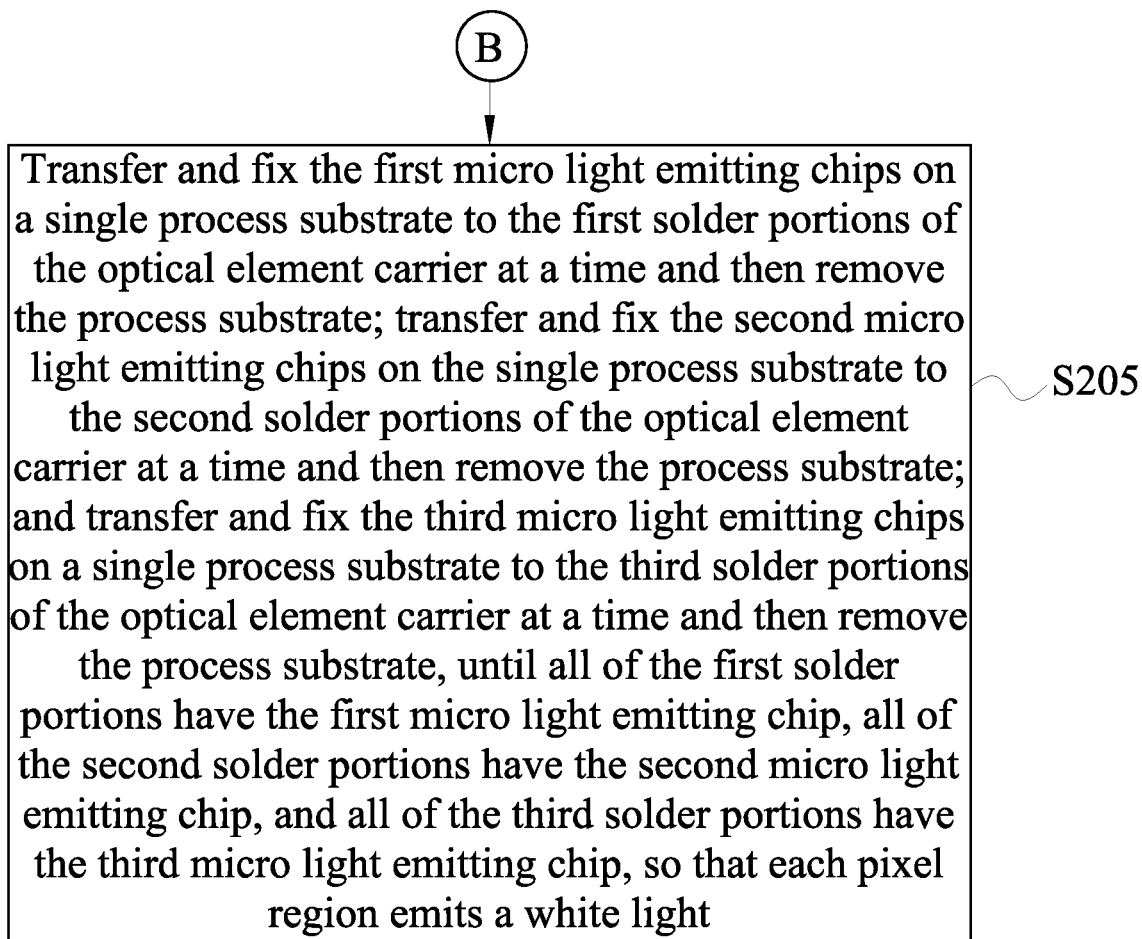 B
Transfer and fix the first micro light emitting chips on
a single process substrate to the first solder portions of
the optical element carrier at a time and then remove
the process substrate; transfer and fix the second micro
light emitting chips on the single process substrate to
the second solder portions of the optical element
carrier at a time and then remove the process substrate;
and transfer and fix the third micro light emitting chips
on a single process substrate to the third solder portions
of the optical element carrier at a time and then remove
the process substrate, until all of the first solder
portions have the first micro light emitting chip, all of
the second solder portions have the second micro light
emitting chip, and all of the third solder portions have
the third micro light emitting chip, so that each pixel
region emits a white light
S205